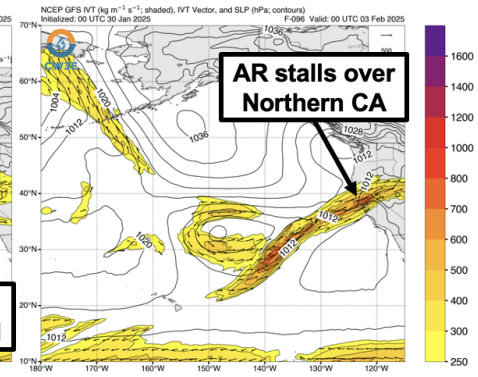 NCEP GFS IVT (kg m⁻¹ s⁻¹; shaded), IVT Vector, and SLP (hPa; contours)
Initialized: 00 UTC 30 Jan 2025
F-096 Valid: 00 UTC 03 Feb 2025
70°N
60°N
50°N
40°N
30°N
20°N
10°N
180°W
170°W
160°W
150°W
140°W
130°W
120°W
CW3E
AR stalls over
Northern CA
1036
1004
1020
1012
1036
1028
1012
1012
1012
1020
1012
500
1600
1400
1200
1000
800
700
600
500
400
300
250